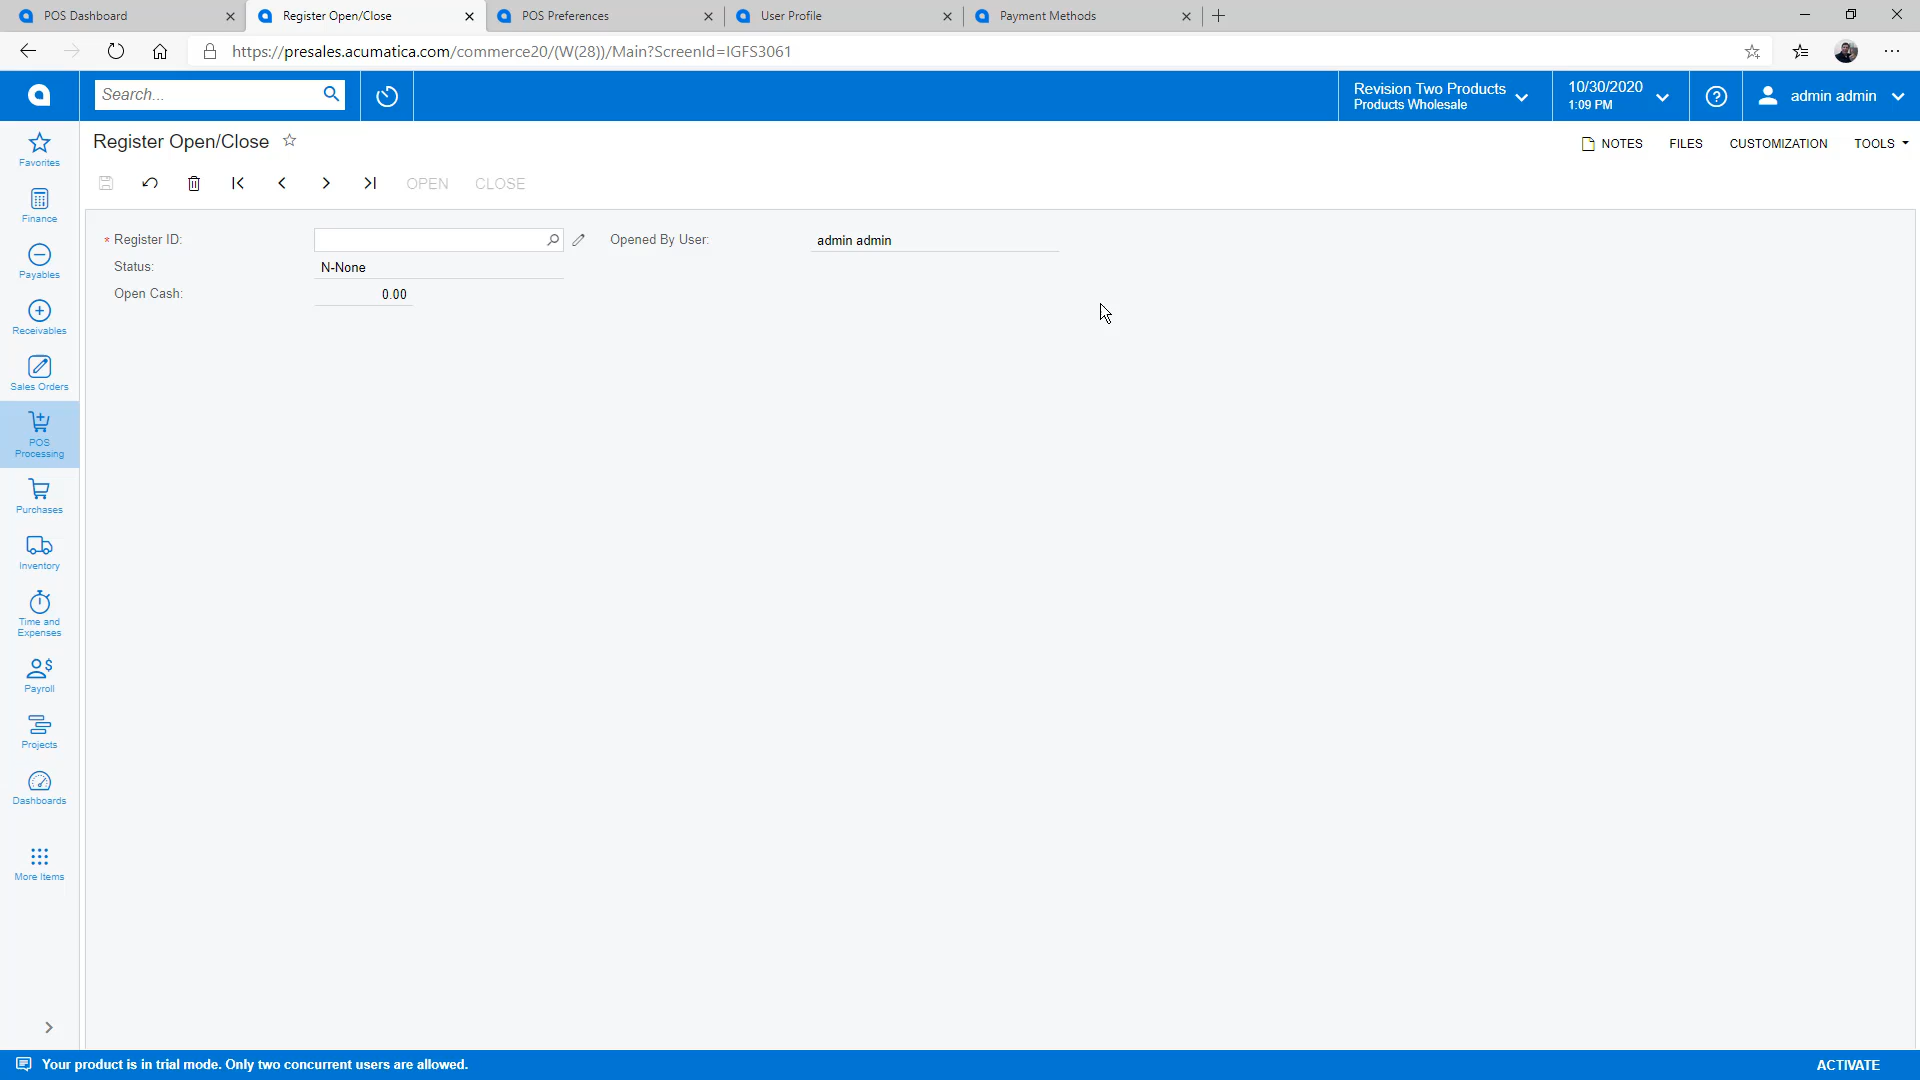 POS Dashboard
Register Open/Close
POS Preferences
User Profile
Payment Methods
https://presales.acumatica.com/commerce20/(W(28))/Main?ScreenId=IGFS3061
Search...
Revision Two Products
Products Wholesale
10/30/2020
1:09 PM
admin admin
Register Open/Close
NOTES
FILES
CUSTOMIZATION
TOOLS
OPEN
CLOSE
* Register ID:
Opened By User:
admin admin
Status:
N-None
Open Cash:
0.00
Favorites
Finance
Payables
Receivables
Sales Orders
POS
Processing
Purchases
Inventory
Time and
Expenses
Payroll
Projects
Dashboards
More Items
Your product is in trial mode. Only two concurrent users are allowed.
ACTIVATE